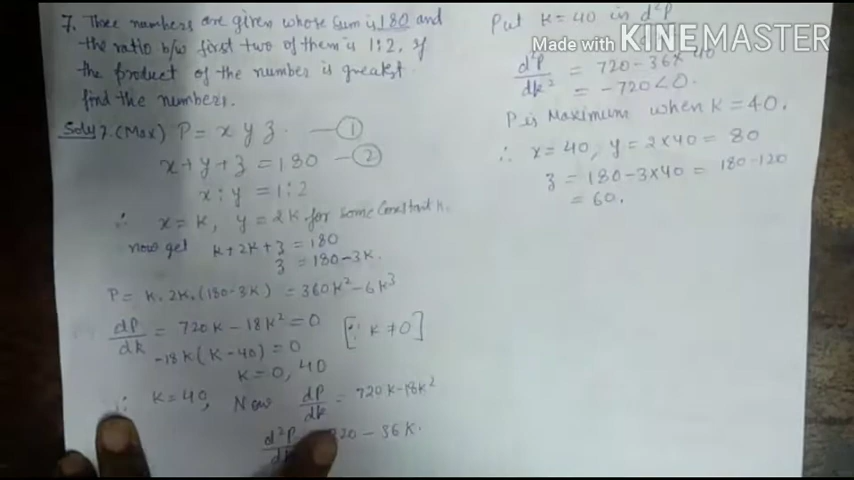 7. Three numbers are given whose sum is 180 and
the ratio b/w first two of them is 1:2, if
the product of the number is greatest.
find the numbers.
Soln 7. (Max) P = x y z. — ①
x+y+z = 180 — ②
x:y = 1:2
∴ x = K, y = 2K for some constant K.
now get K+2K+z = 180
z = 180-3K.
P = K. 2K. (180-3K) = 360K² - 6K³
dP/dK = 720K - 18K² = 0 [∵ K ≠ 0]
-18K(K-40) = 0
K = 0, 40
∴ K = 40, Now dP/dK = 720K - 18K²
d²P 720 - 36K.
Put K = 40 in d²P
Made with KINEMASTER
d²P/dK² = 720 - 36×40
= -720 < 0.
P is Maximum when K = 40.
∴ x = 40, y = 2×40 = 80
z = 180-3×40 = 180-120
= 60.